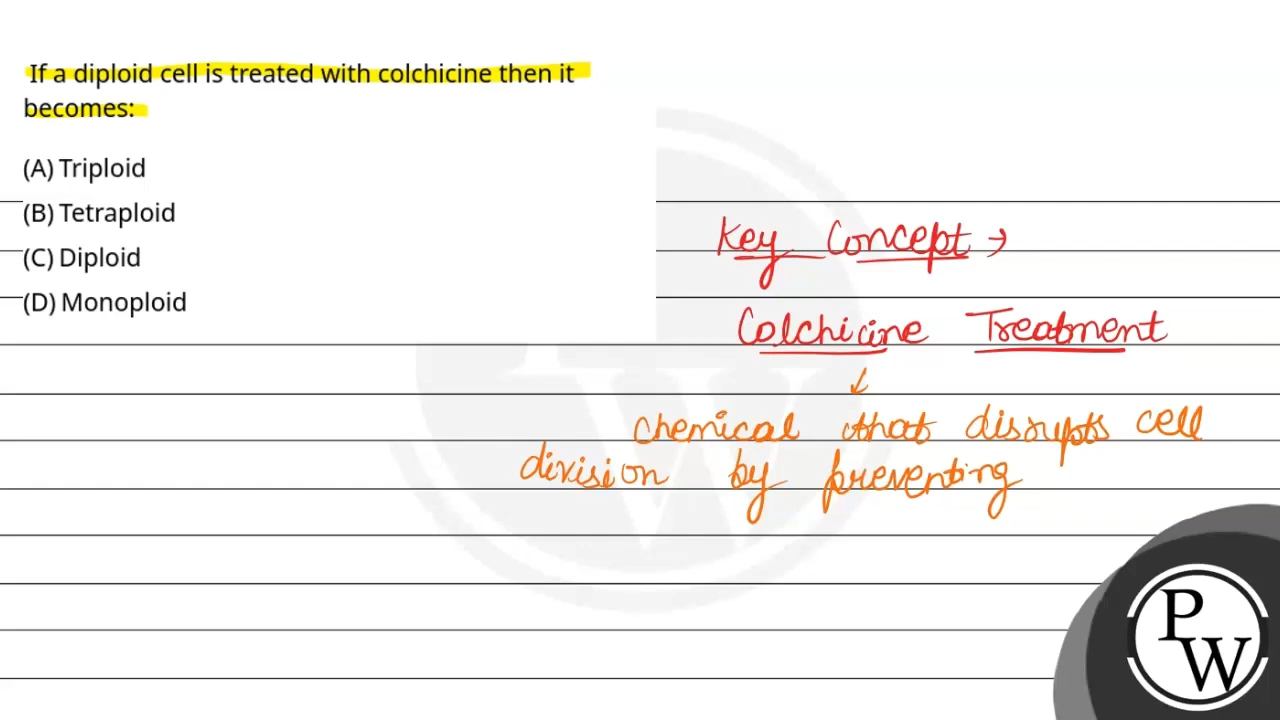 If a diploid cell is treated with colchicine then it
becomes:
(A) Triploid
(B) Tetraploid
(C) Diploid
(D) Monoploid
Key Concept →
Colchicine Treatment
↓
chemical that disrupts cell
division by preventing
PW